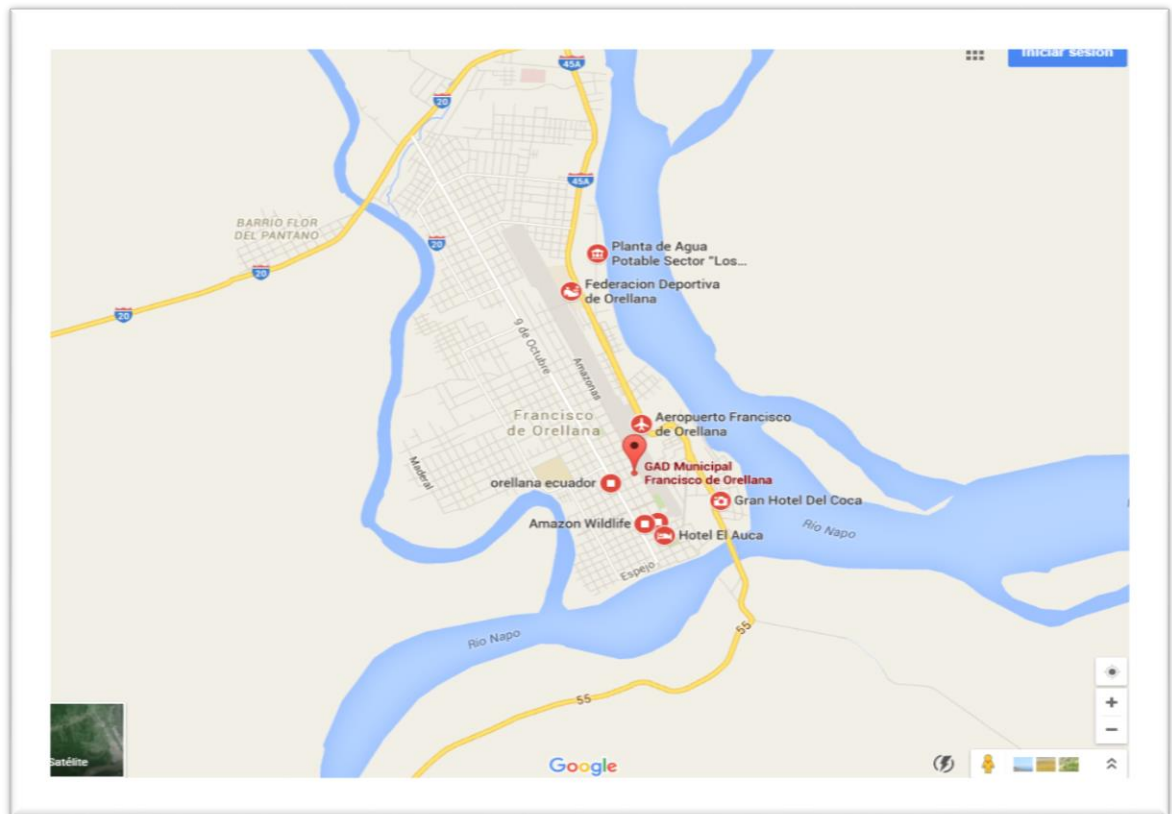 Iniciar sesión
45A
20
45A
BARRIO FLOR
DEL PANTANO
20
20
20
Planta de Agua
Potable Sector "Los...
Federacion Deportiva
de Orellana
9 de Octubre
Amazonas
Francisco
de Orellana
Aeropuerto Francisco
de Orellana
Maderal
GAD Municipal
Francisco de Orellana
orellana ecuador
Gran Hotel Del Coca
Amazon Wildlife
Hotel El Auca
Río Napo
Espejo
Río Napo
55
55
Satélite
Google